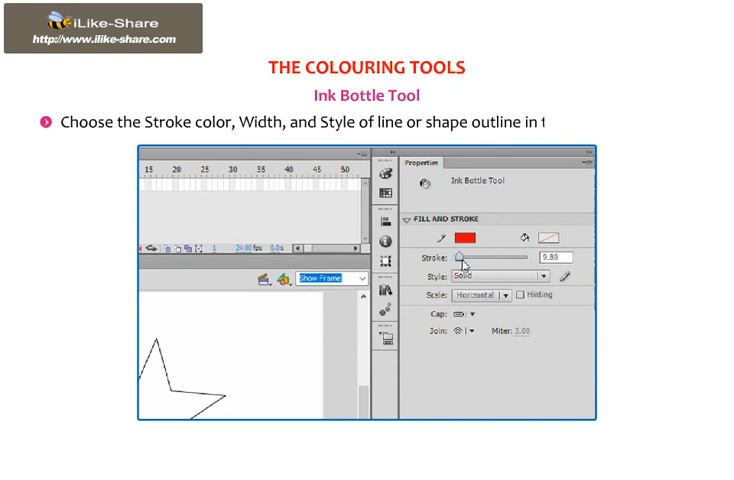 iLike-Share
http://www.ilike-share.com
THE COLOURING TOOLS
Ink Bottle Tool
Choose the Stroke color, Width, and Style of line or shape outline in t
15 20 25 30 35 40 45 50
1 24.00 fps 0.0 s
Show Frame
Properties
Ink Bottle Tool
FILL AND STROKE
Stroke: 9.89
Style: Solid
Scale: Horizontal Hinting
Cap:
Join: Miter: 3.00